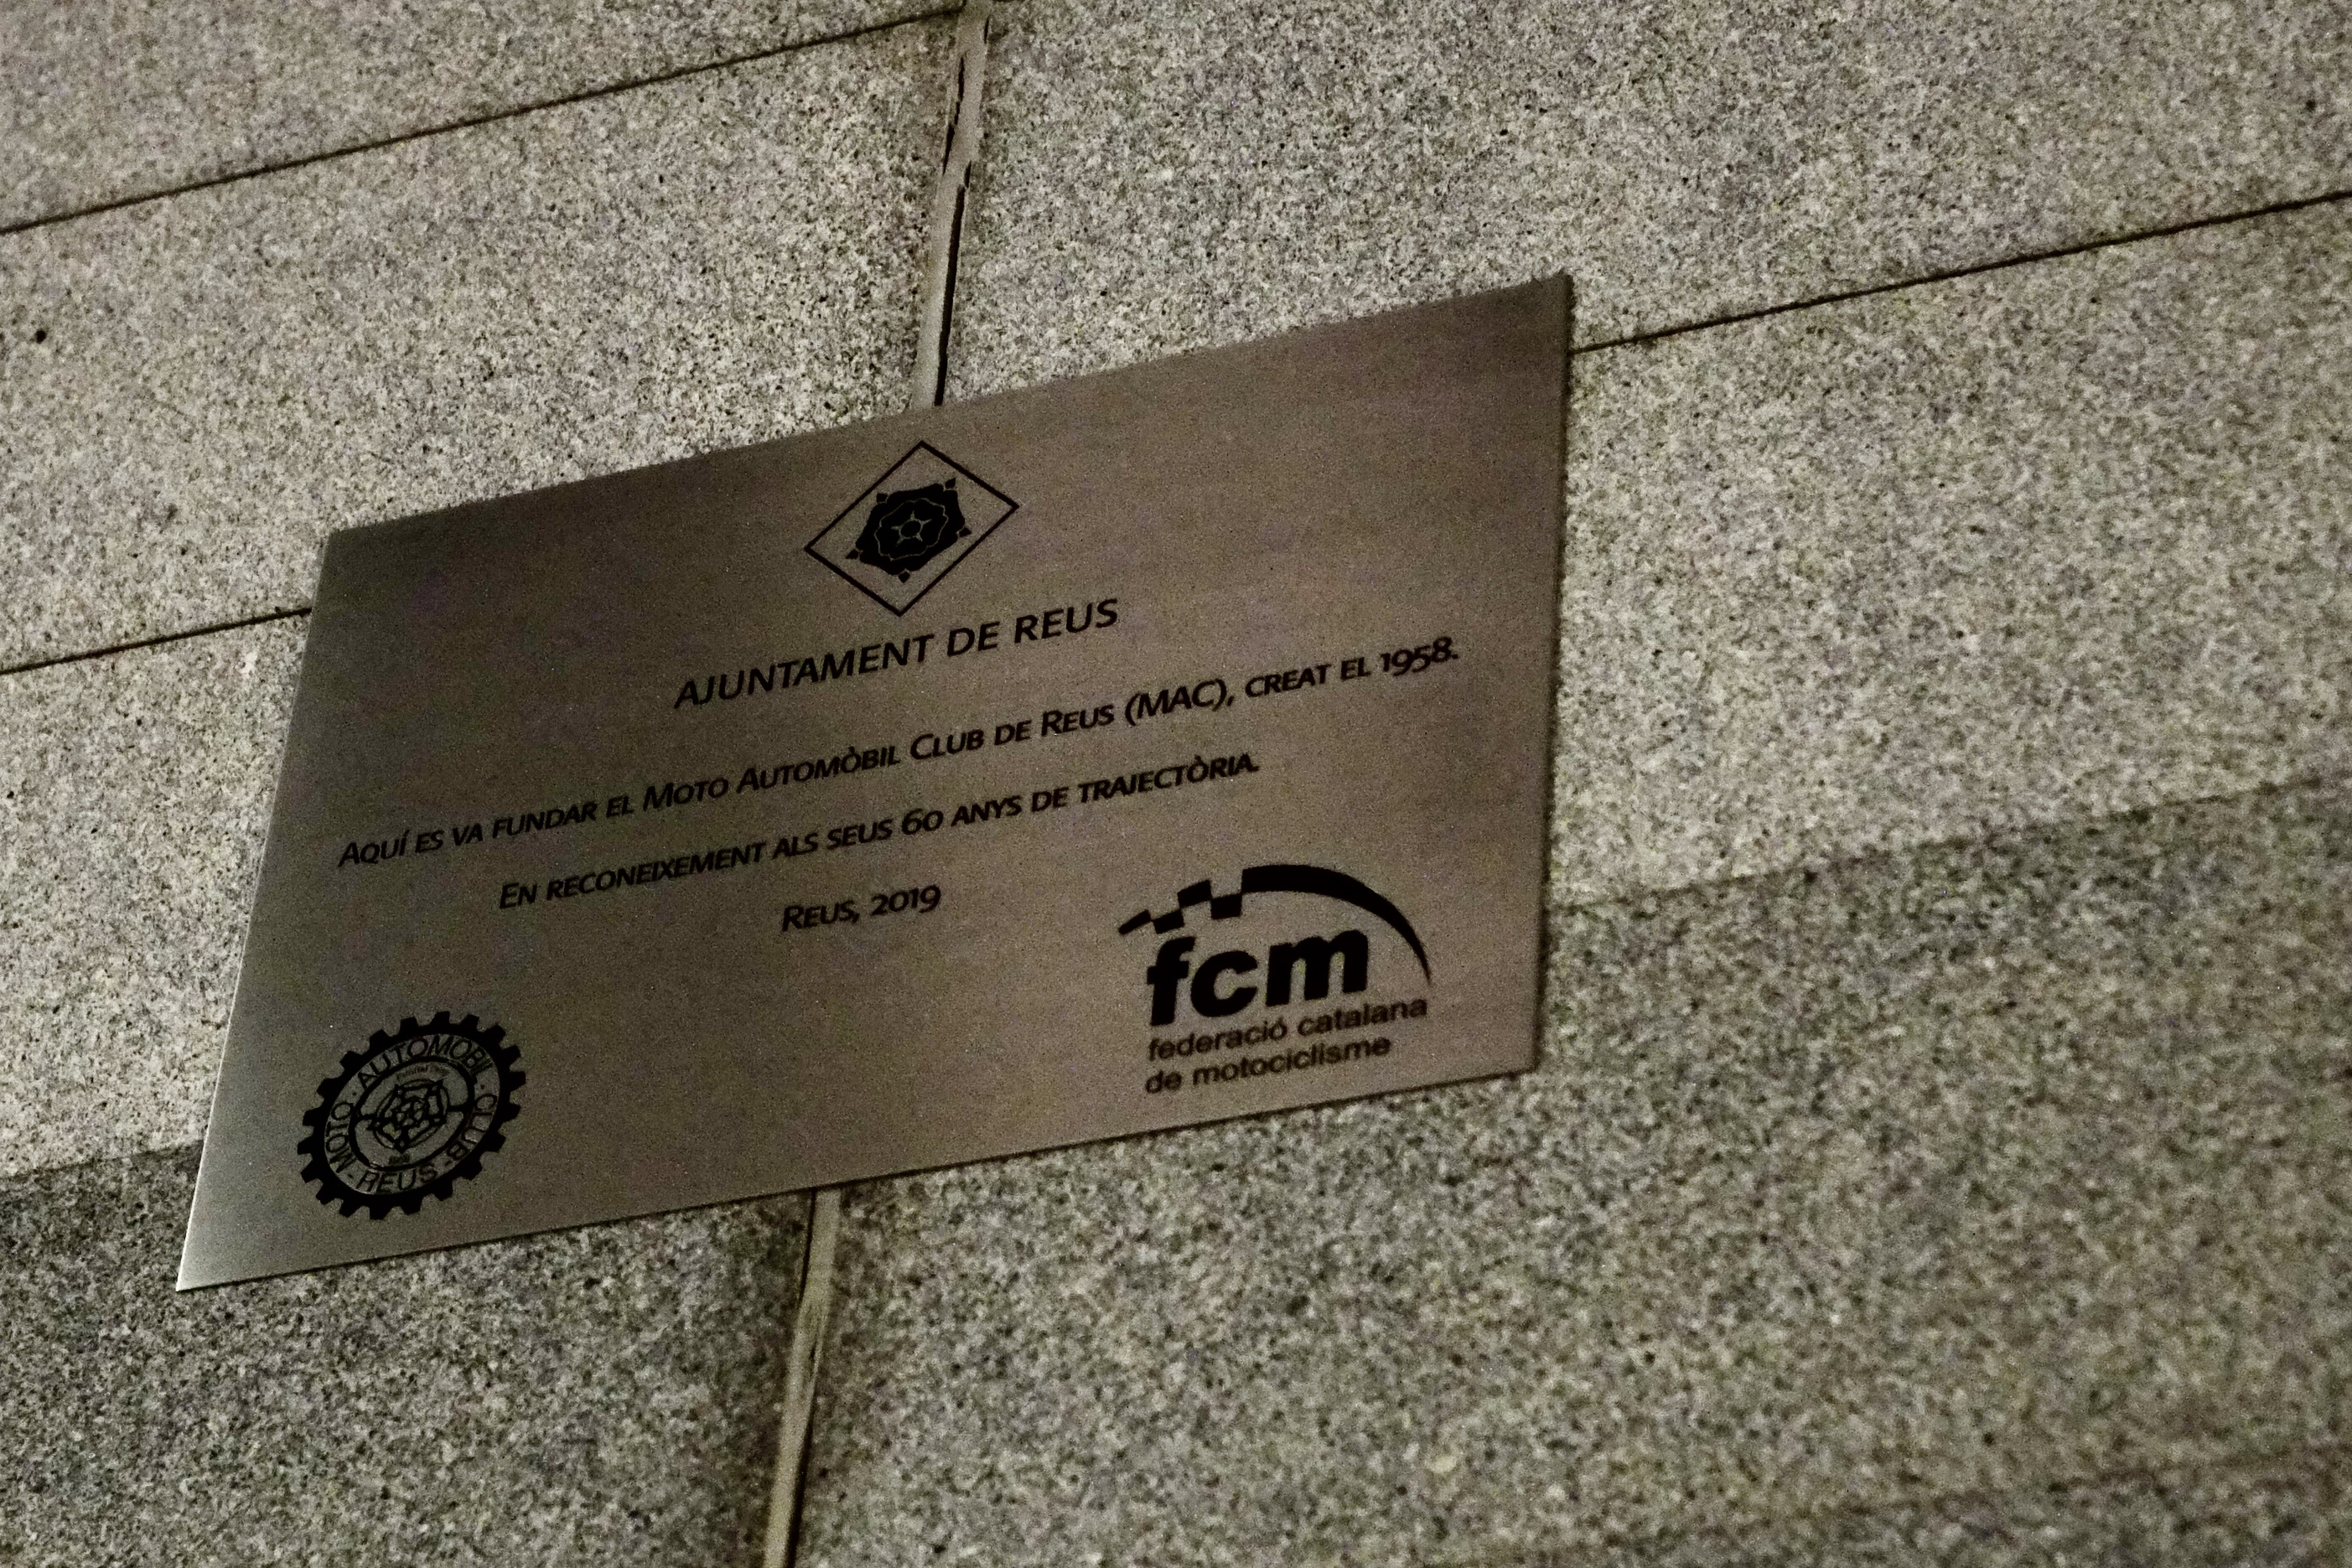 AJUNTAMENT DE REUS
AQUÍ ES VA FUNDAR EL MOTO AUTOMÒBIL CLUB DE REUS (MAC), CREAT EL 1958.
EN RECONEIXEMENT ALS SEUS 60 ANYS DE TRAJECTÒRIA.
REUS, 2019
fcm
federació catalana
de motociclisme
MOTO · AUTOMOBIL · CLUB · REUS